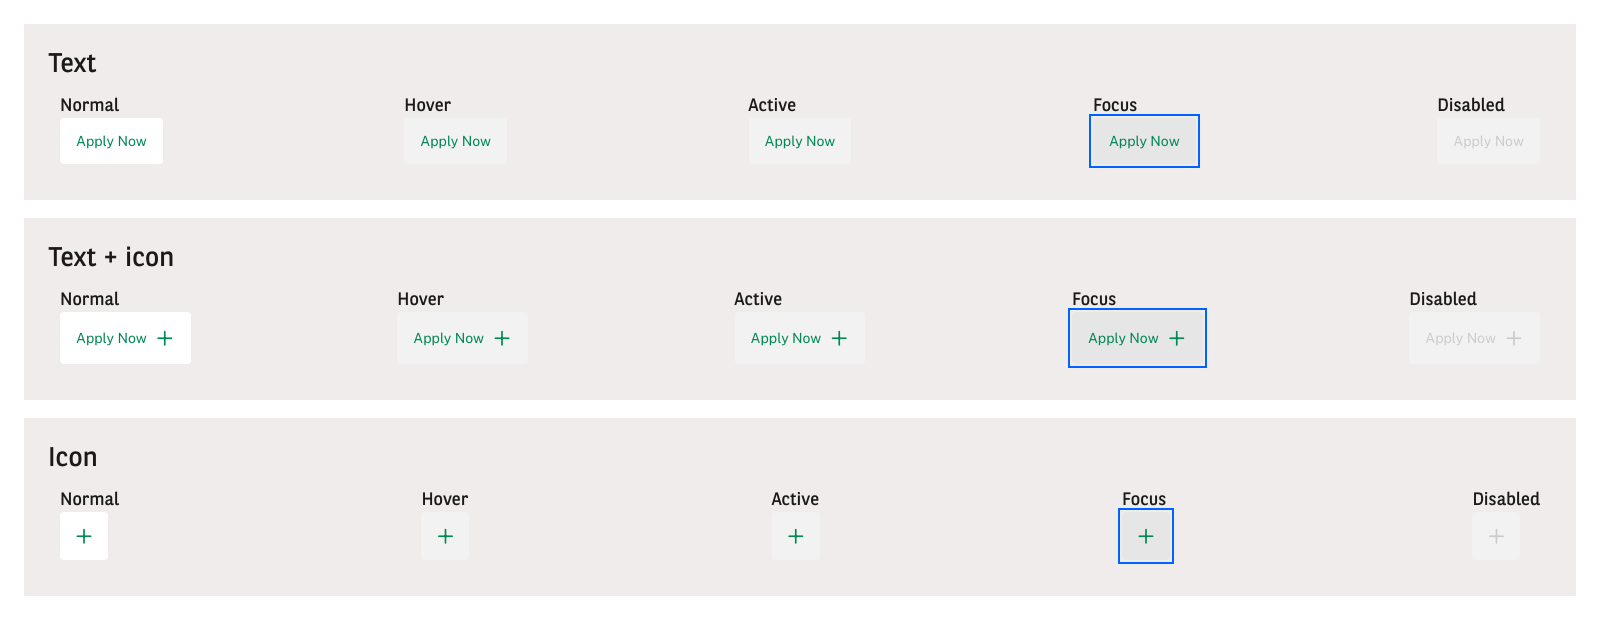 Text
Normal Hover Active Focus Disabled
Apply Now Apply Now Apply Now Apply Now Apply Now
Text + icon
Normal Hover Active Focus Disabled
Apply Now + Apply Now + Apply Now + Apply Now + Apply Now +
Icon
Normal Hover Active Focus Disabled
+ + + + +